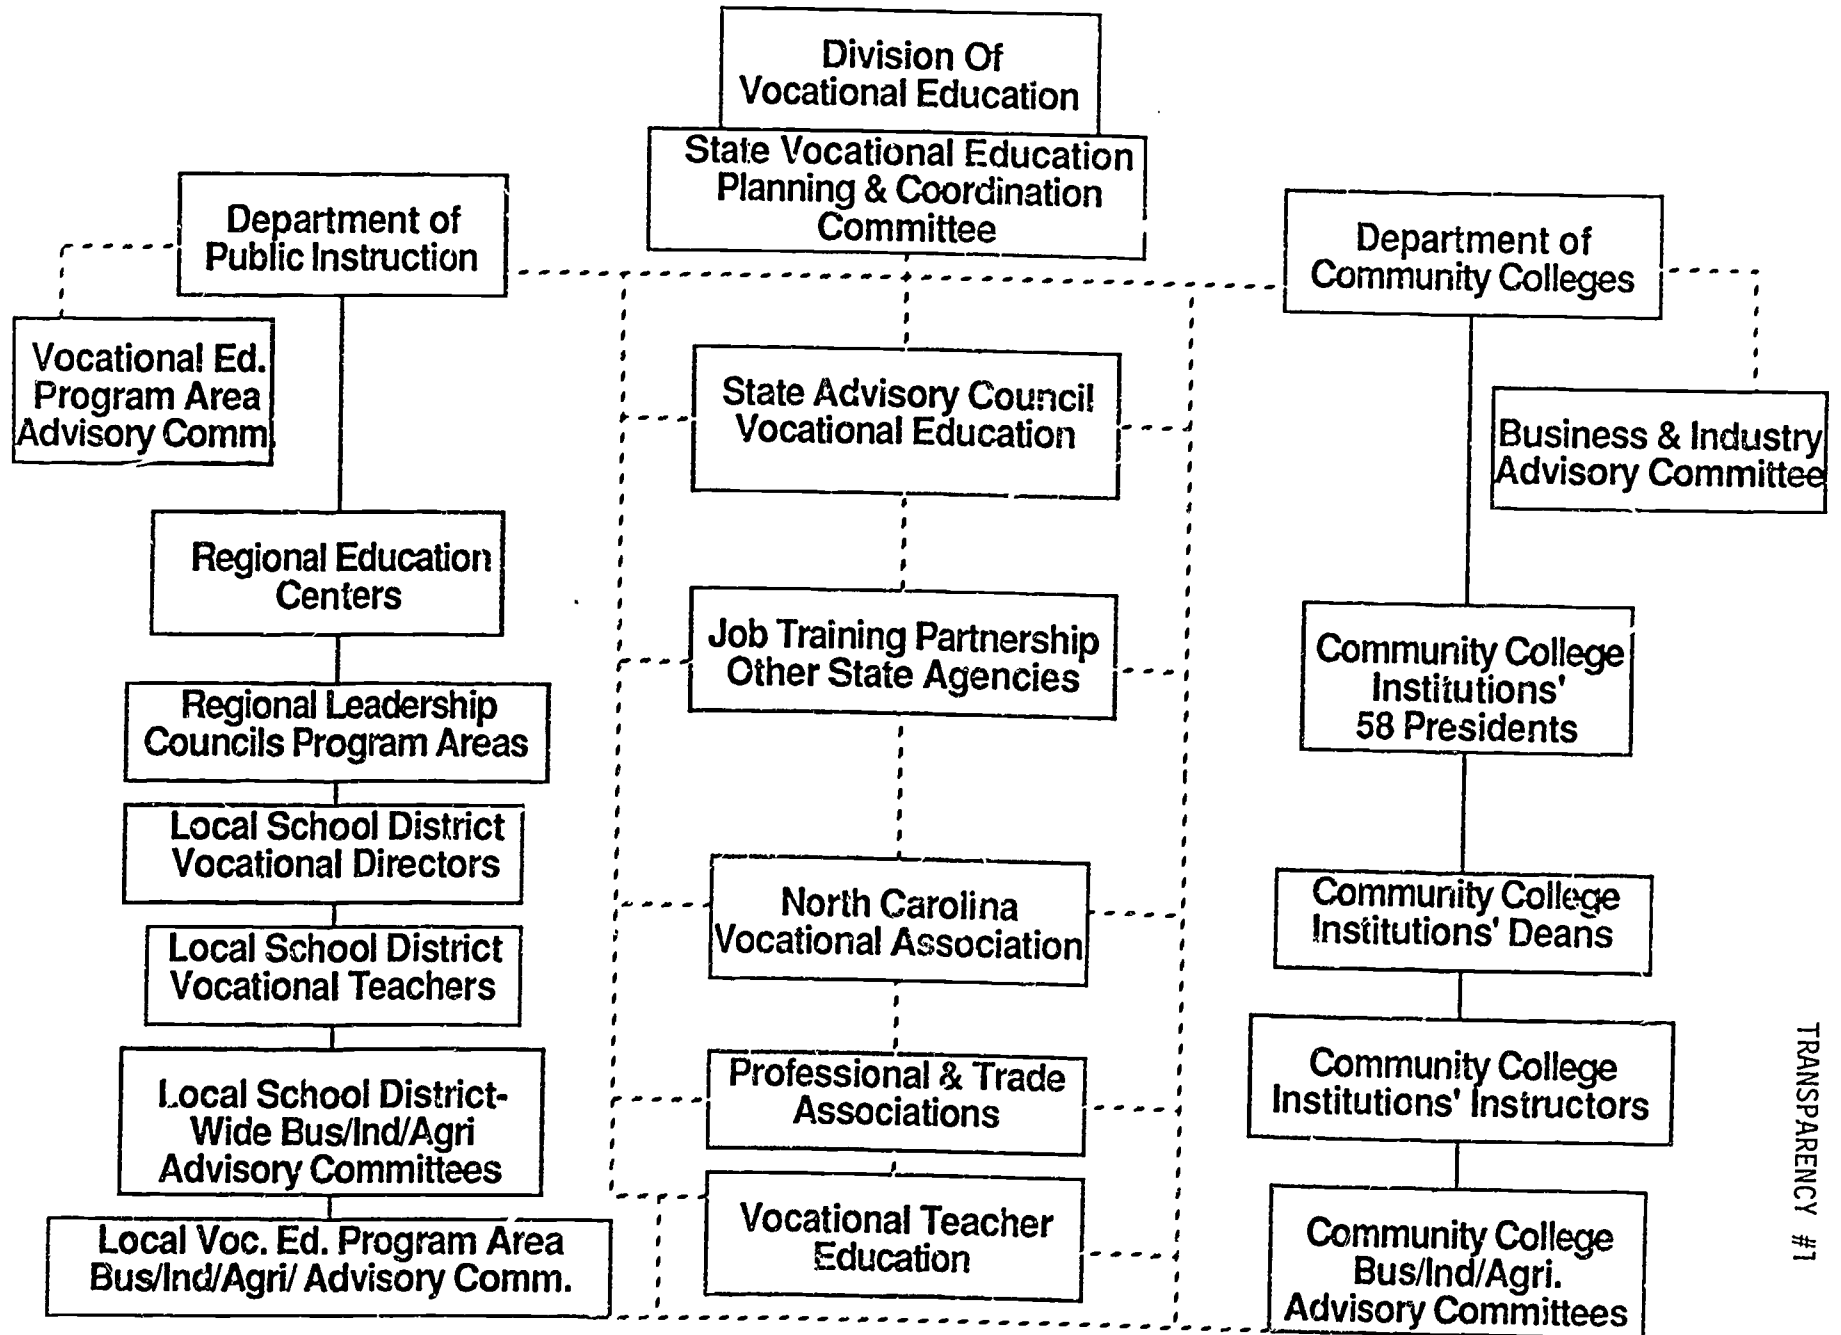 Division Of
Vocational Education
State Vocational Education
Planning & Coordination
Committee
Department of
Public Instruction
Vocational Ed.
Program Area
Advisory Comm.
Regional Education
Centers
Regional Leadership
Councils Program Areas
Local School District
Vocational Directors
Local School District
Vocational Teachers
Local School District-
Wide Bus/Ind/Agri
Advisory Committees
Local Voc. Ed. Program Area
Bus/Ind/Agri/ Advisory Comm.
State Advisory Council
Vocational Education
Job Training Partnership
Other State Agencies
North Carolina
Vocational Association
Professional & Trade
Associations
Vocational Teacher
Education
Department of
Community Colleges
Business & Industry
Advisory Committee
Community College
Institutions'
58 Presidents
Community College
Institutions' Deans
Community College
Institutions' Instructors
Community College
Bus/Ind/Agri.
Advisory Committees
TRANSPARENCY #1